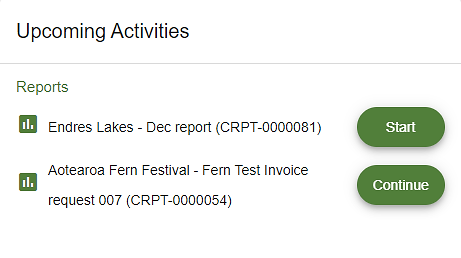 Upcoming Activities
Reports
Endres Lakes - Dec report (CRPT-0000081)
Start
Aotearoa Fern Festival - Fern Test Invoice
request 007 (CRPT-0000054)
Continue